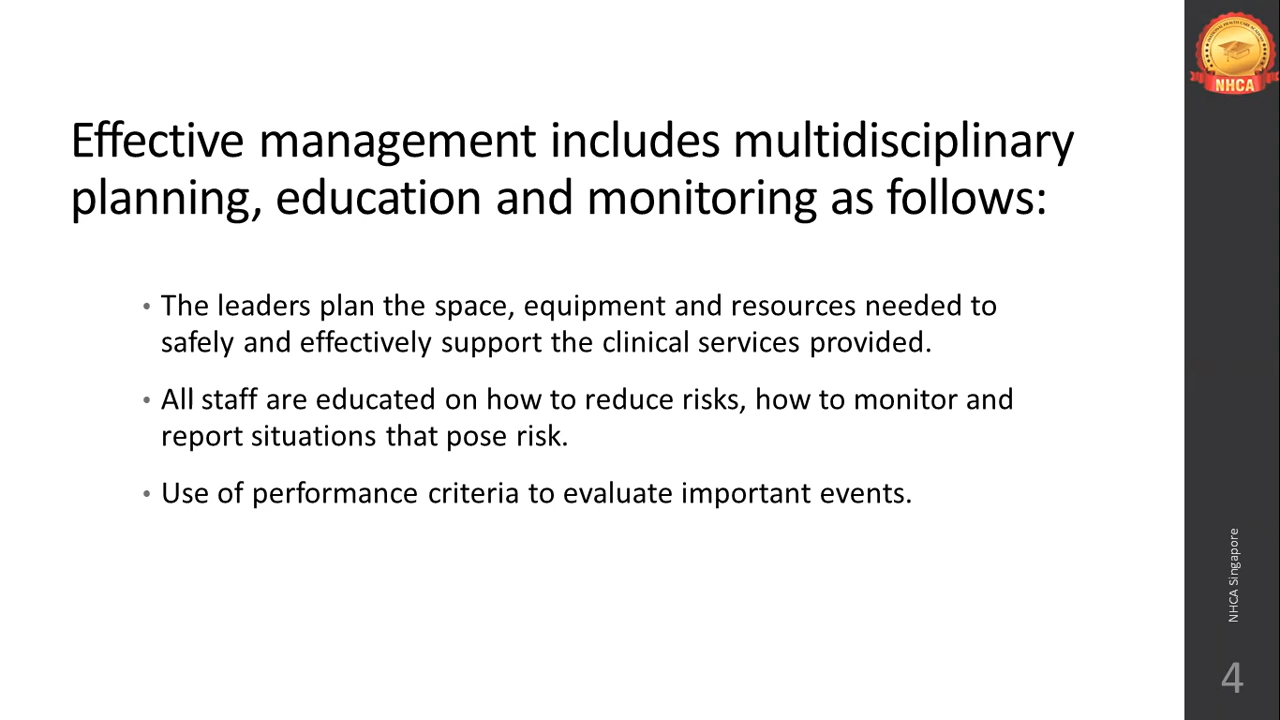 NHCA
Effective management includes multidisciplinary
planning, education and monitoring as follows:
• The leaders plan the space, equipment and resources needed to
safely and effectively support the clinical services provided.
• All staff are educated on how to reduce risks, how to monitor and
report situations that pose risk.
• Use of performance criteria to evaluate important events.
NHCA Singapore
4